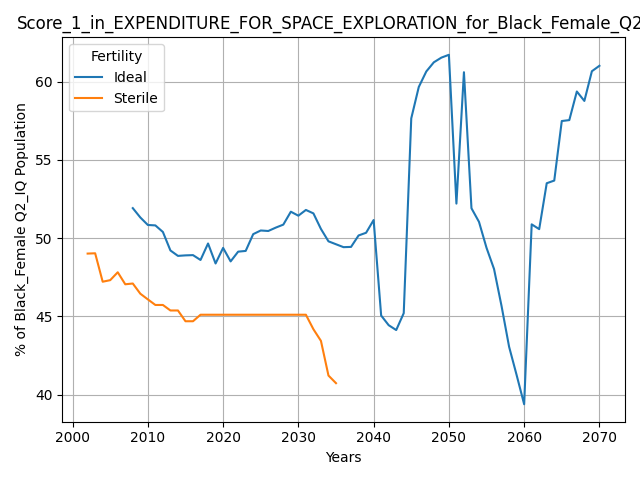 Score_1_in_EXPENDITURE_FOR_SPACE_EXPLORATION_for_Black_Female_Q2
Fertility
Ideal
Sterile
% of Black_Female Q2_IQ Population
60
55
50
45
40
2000 2010 2020 2030 2040 2050 2060 2070
Years